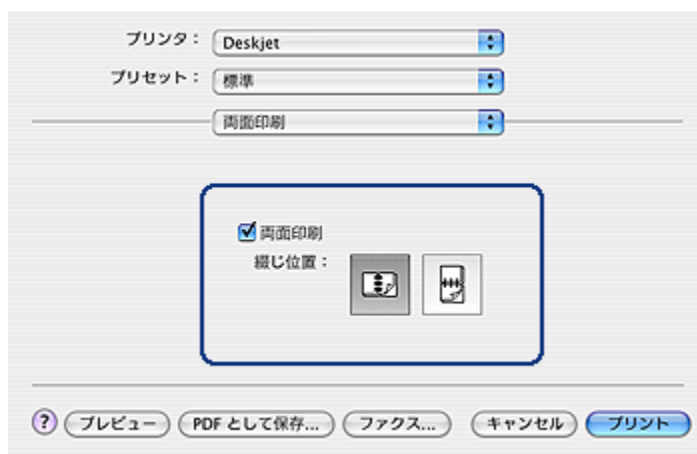 プリンタ： Deskjet
プリセット： 標準
両面印刷
両面印刷
綴じ位置：
? プレビュー PDF として保存... ファクス... キャンセル プリント